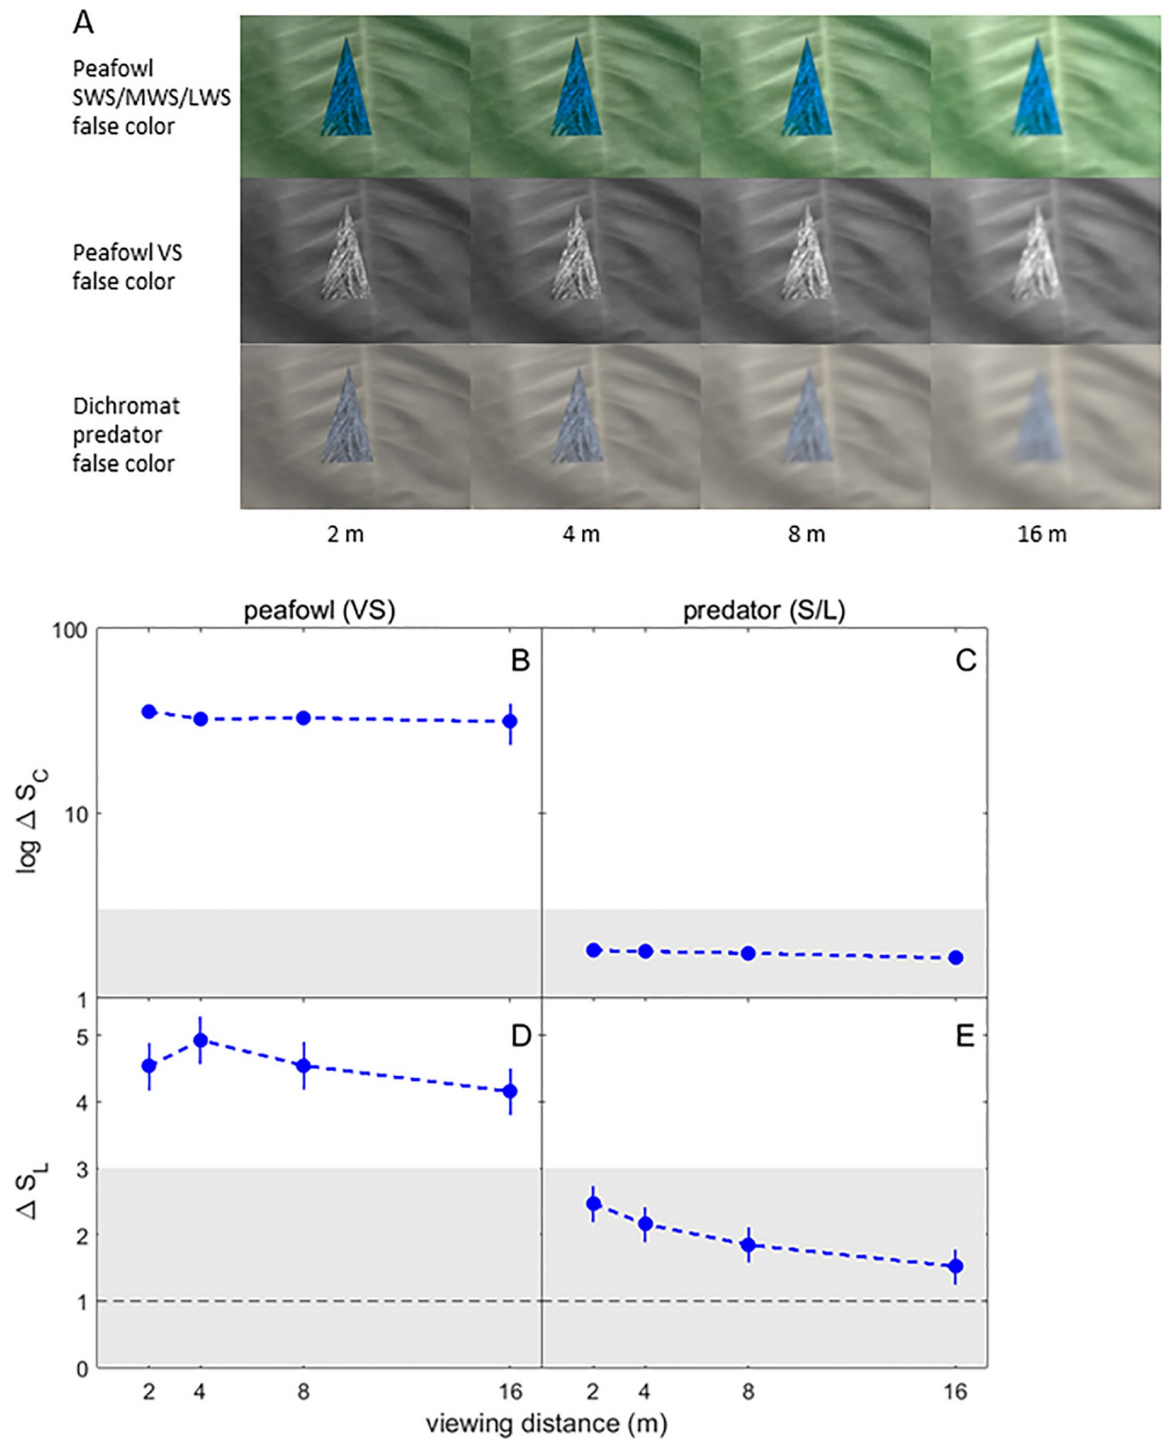 A
Peafowl
SWS/MWS/LWS
false color
Peafowl VS
false color
Dichromat
predator
false color
2 m 4 m 8 m 16 m
peafowl (VS) predator (S/L)
100
B C
log Δ S_C
10
1
5
D E
4
Δ S_L
3
2
1
0
2 4 8 16 2 4 8 16
viewing distance (m)